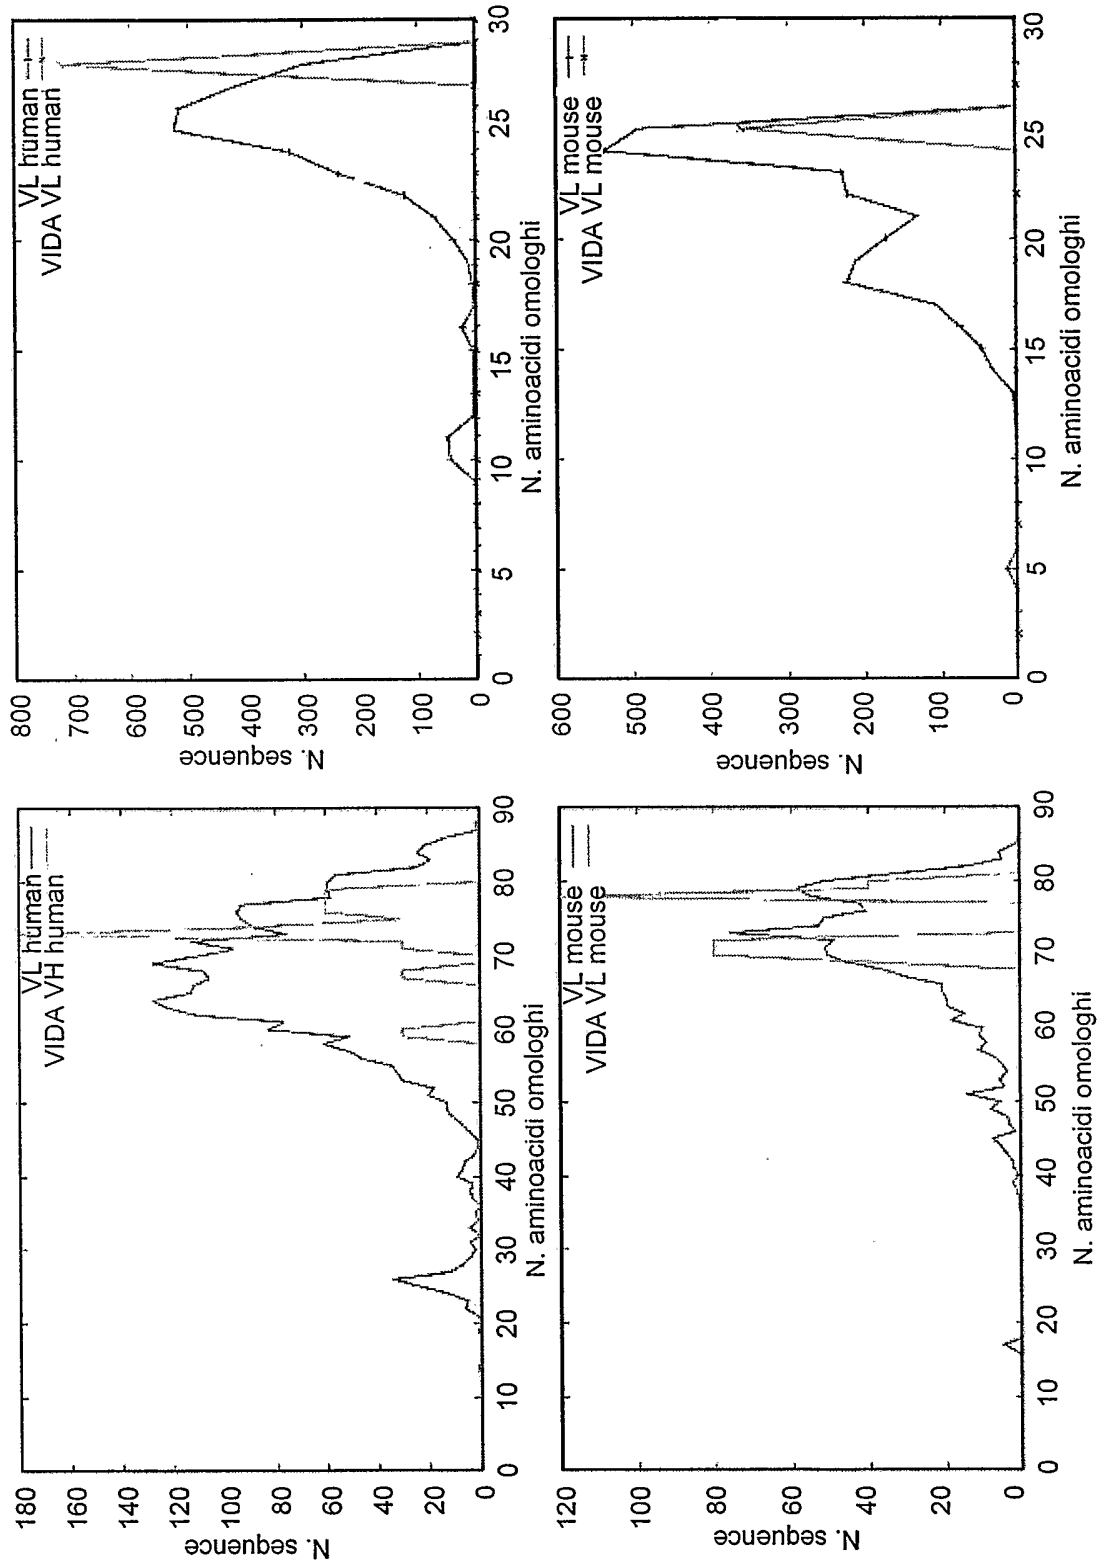 VL human
VIDA VH human
180
160
140
120
100
80
60
40
20
0
N. sequence
0 10 20 30 40 50 60 70 80 90
N. aminoacidi omologhi
VL human
VIDA VL human
800
700
600
500
400
300
200
100
0
N. sequence
0 5 10 15 20 25 30
N. aminoacidi omologhi
VL mouse
VIDA VL mouse
120
100
80
60
40
20
0
N. sequence
0 10 20 30 40 50 60 70 80 90
N. aminoacidi omologhi
VL mouse
VIDA VL mouse
600
500
400
300
200
100
0
N. sequence
0 5 10 15 20 25 30
N. aminoacidi omologhi